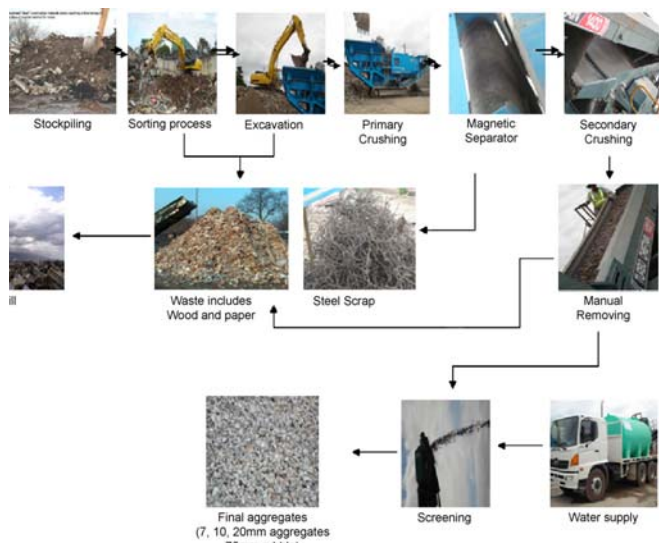 Stockpiling
Sorting process
Excavation
Primary
Crushing
Magnetic
Separator
Secondary
Crushing
ill
Waste includes
Wood and paper
Steel Scrap
Manual
Removing
Final aggregates
(7, 10, 20mm aggregates
Screening
Water supply